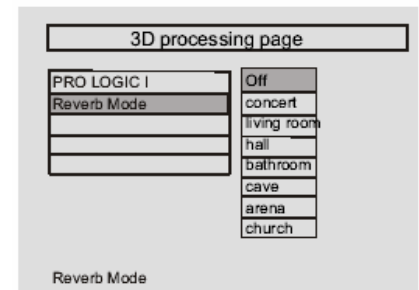 3D processing page
PRO LOGIC I
Reverb Mode
Off
concert
living room
hall
bathroom
cave
arena
church
Reverb Mode